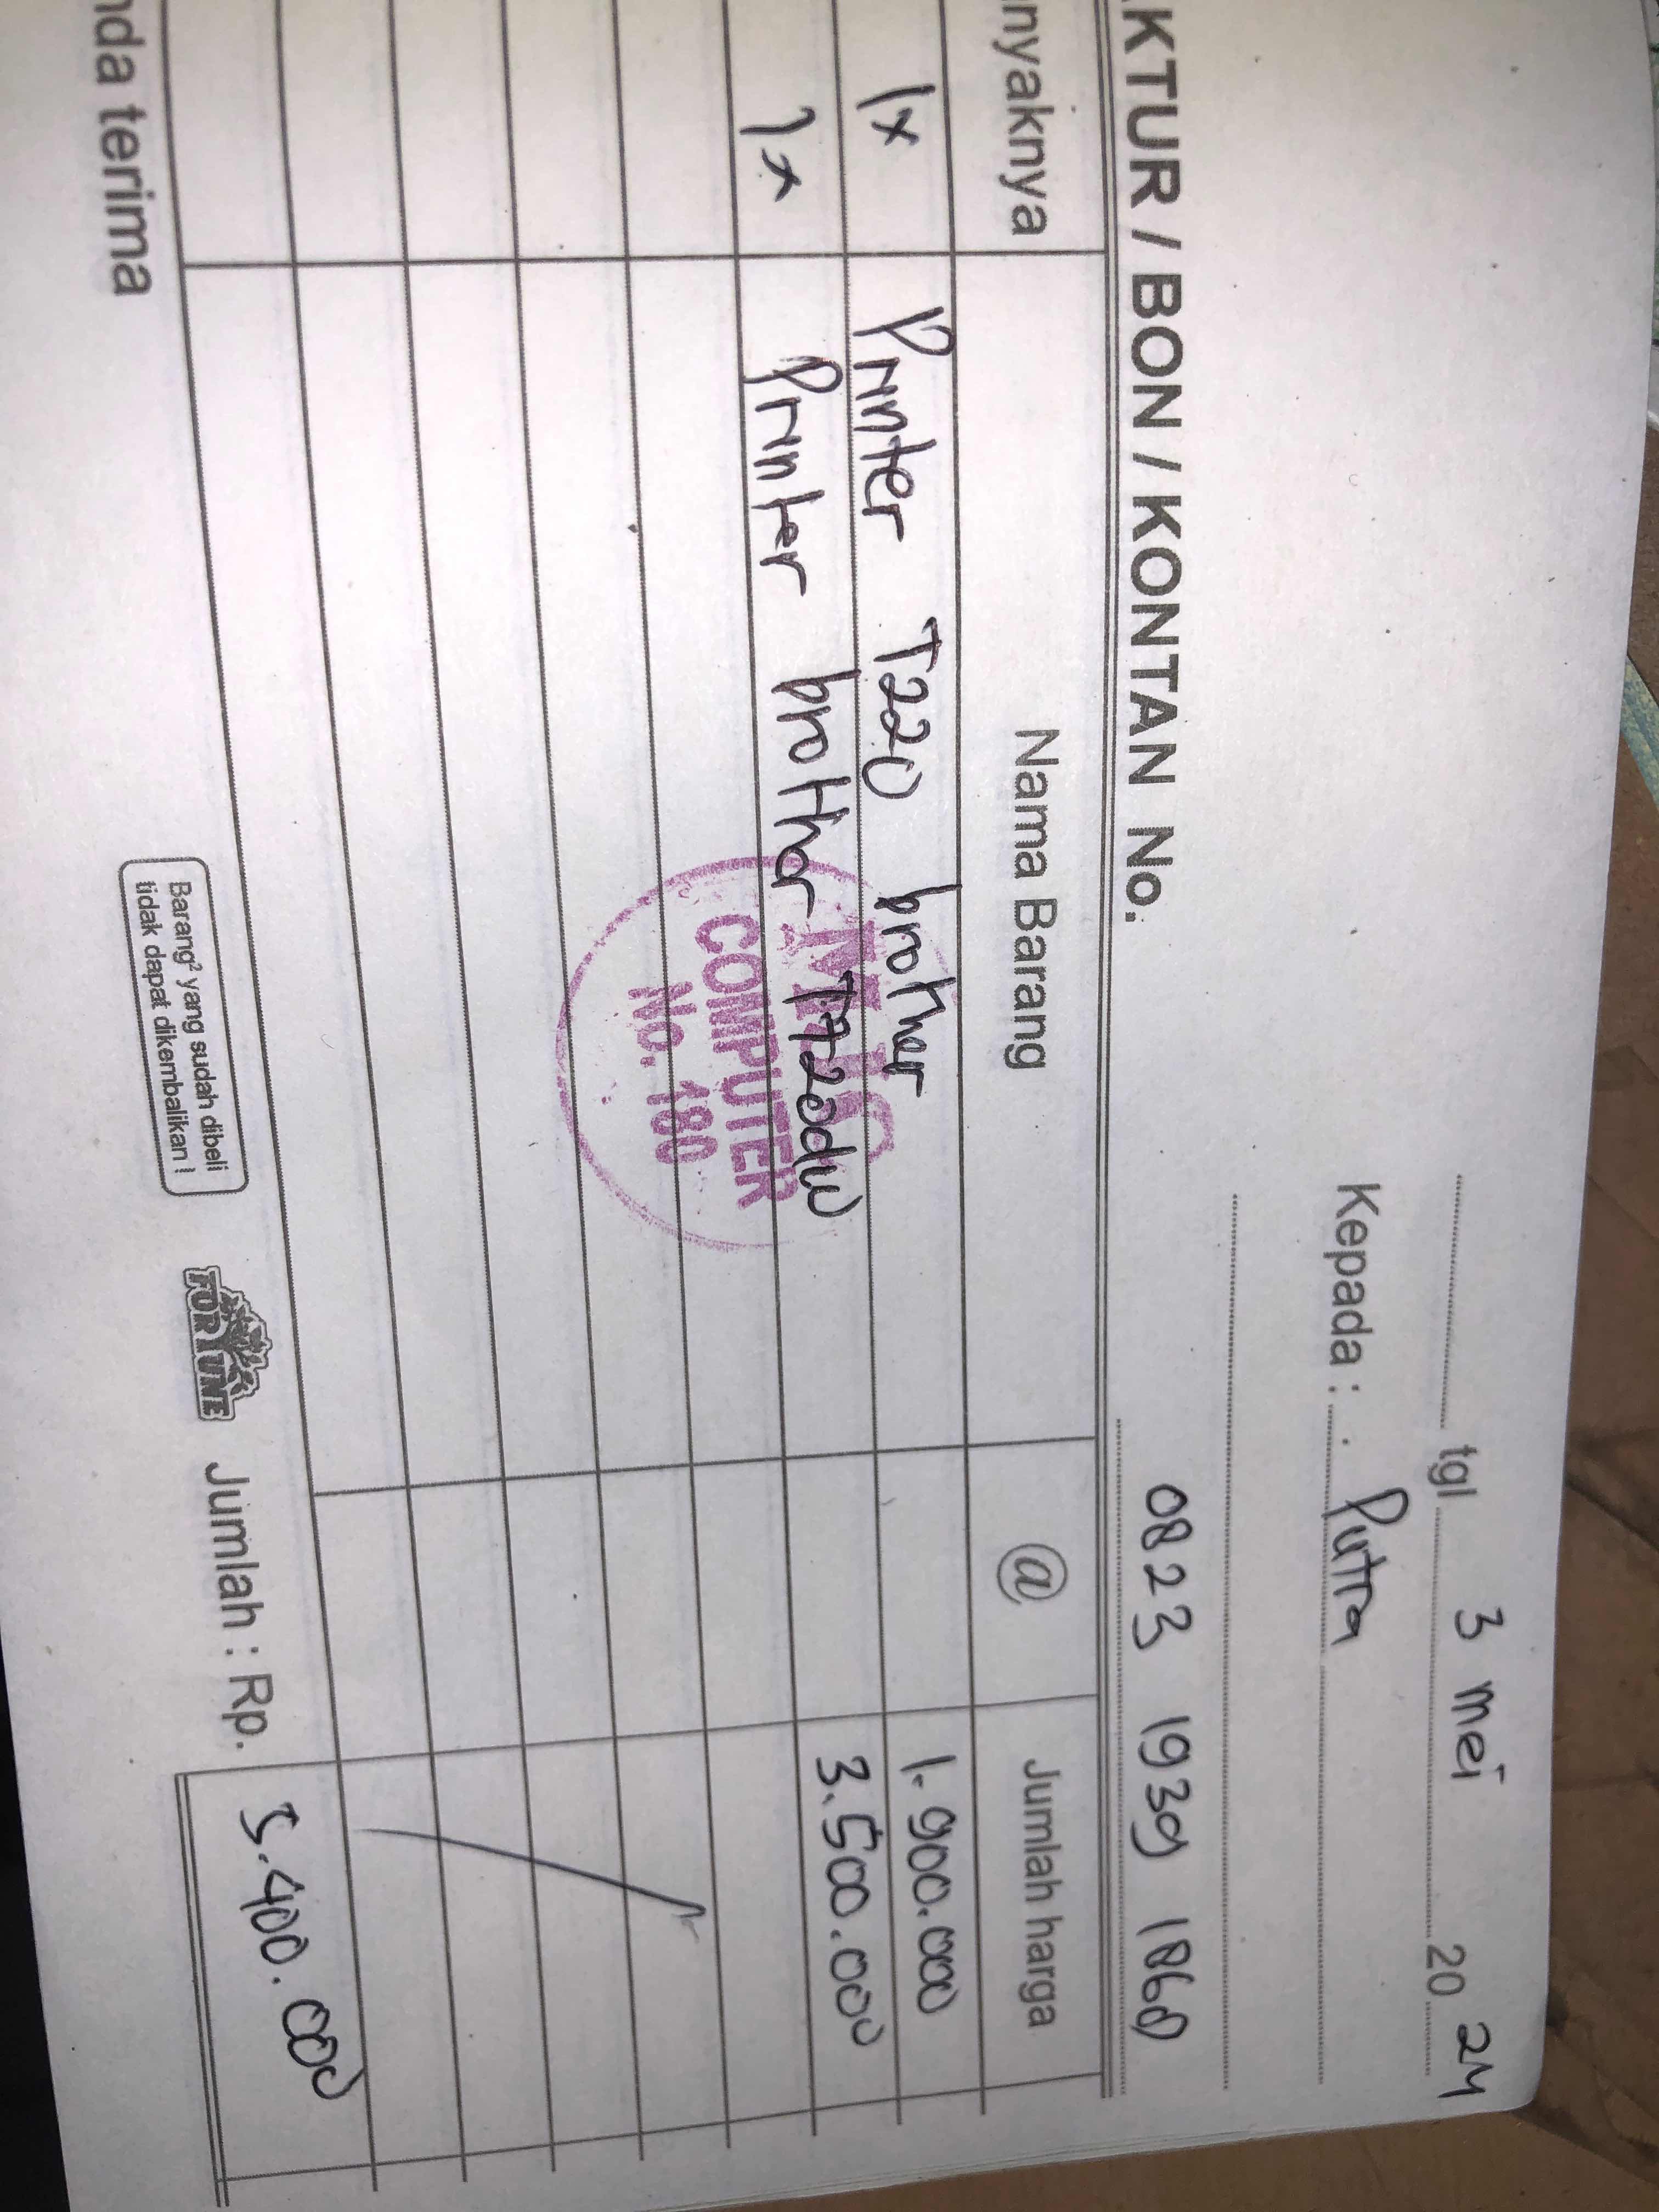 tgl 3 mei 20 24
Kepada : Putra
0823 1939 1868
KTUR / BON / KONTAN No.
nyaknya Nama Barang @ Jumlah harga
1x Printer T220 brother 1.900.000
1x Printer brother T720dw 3.500.000
COMPUTER
No. 180
nda terima
Barang² yang sudah dibeli
tidak dapat dikembalikan !
FORTUNE
Jumlah : Rp. 5.400.000